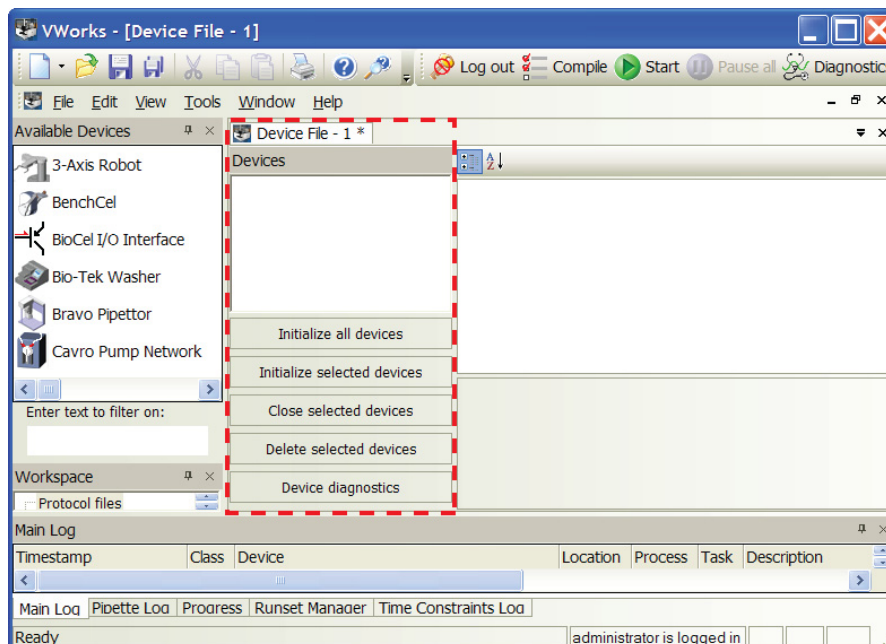 VWorks - [Device File - 1]
Log out Compile Start Pause all Diagnostic
File Edit View Tools Window Help
Available Devices
3-Axis Robot
BenchCel
BioCel I/O Interface
Bio-Tek Washer
Bravo Pipettor
Cavro Pump Network
Enter text to filter on:
Workspace
Protocol files
Device File - 1 *
Devices
Initialize all devices
Initialize selected devices
Close selected devices
Delete selected devices
Device diagnostics
Main Log
Timestamp Class Device Location Process Task Description
Main Log Pipette Log Progress Runset Manager Time Constraints Log
Ready administrator is logged in